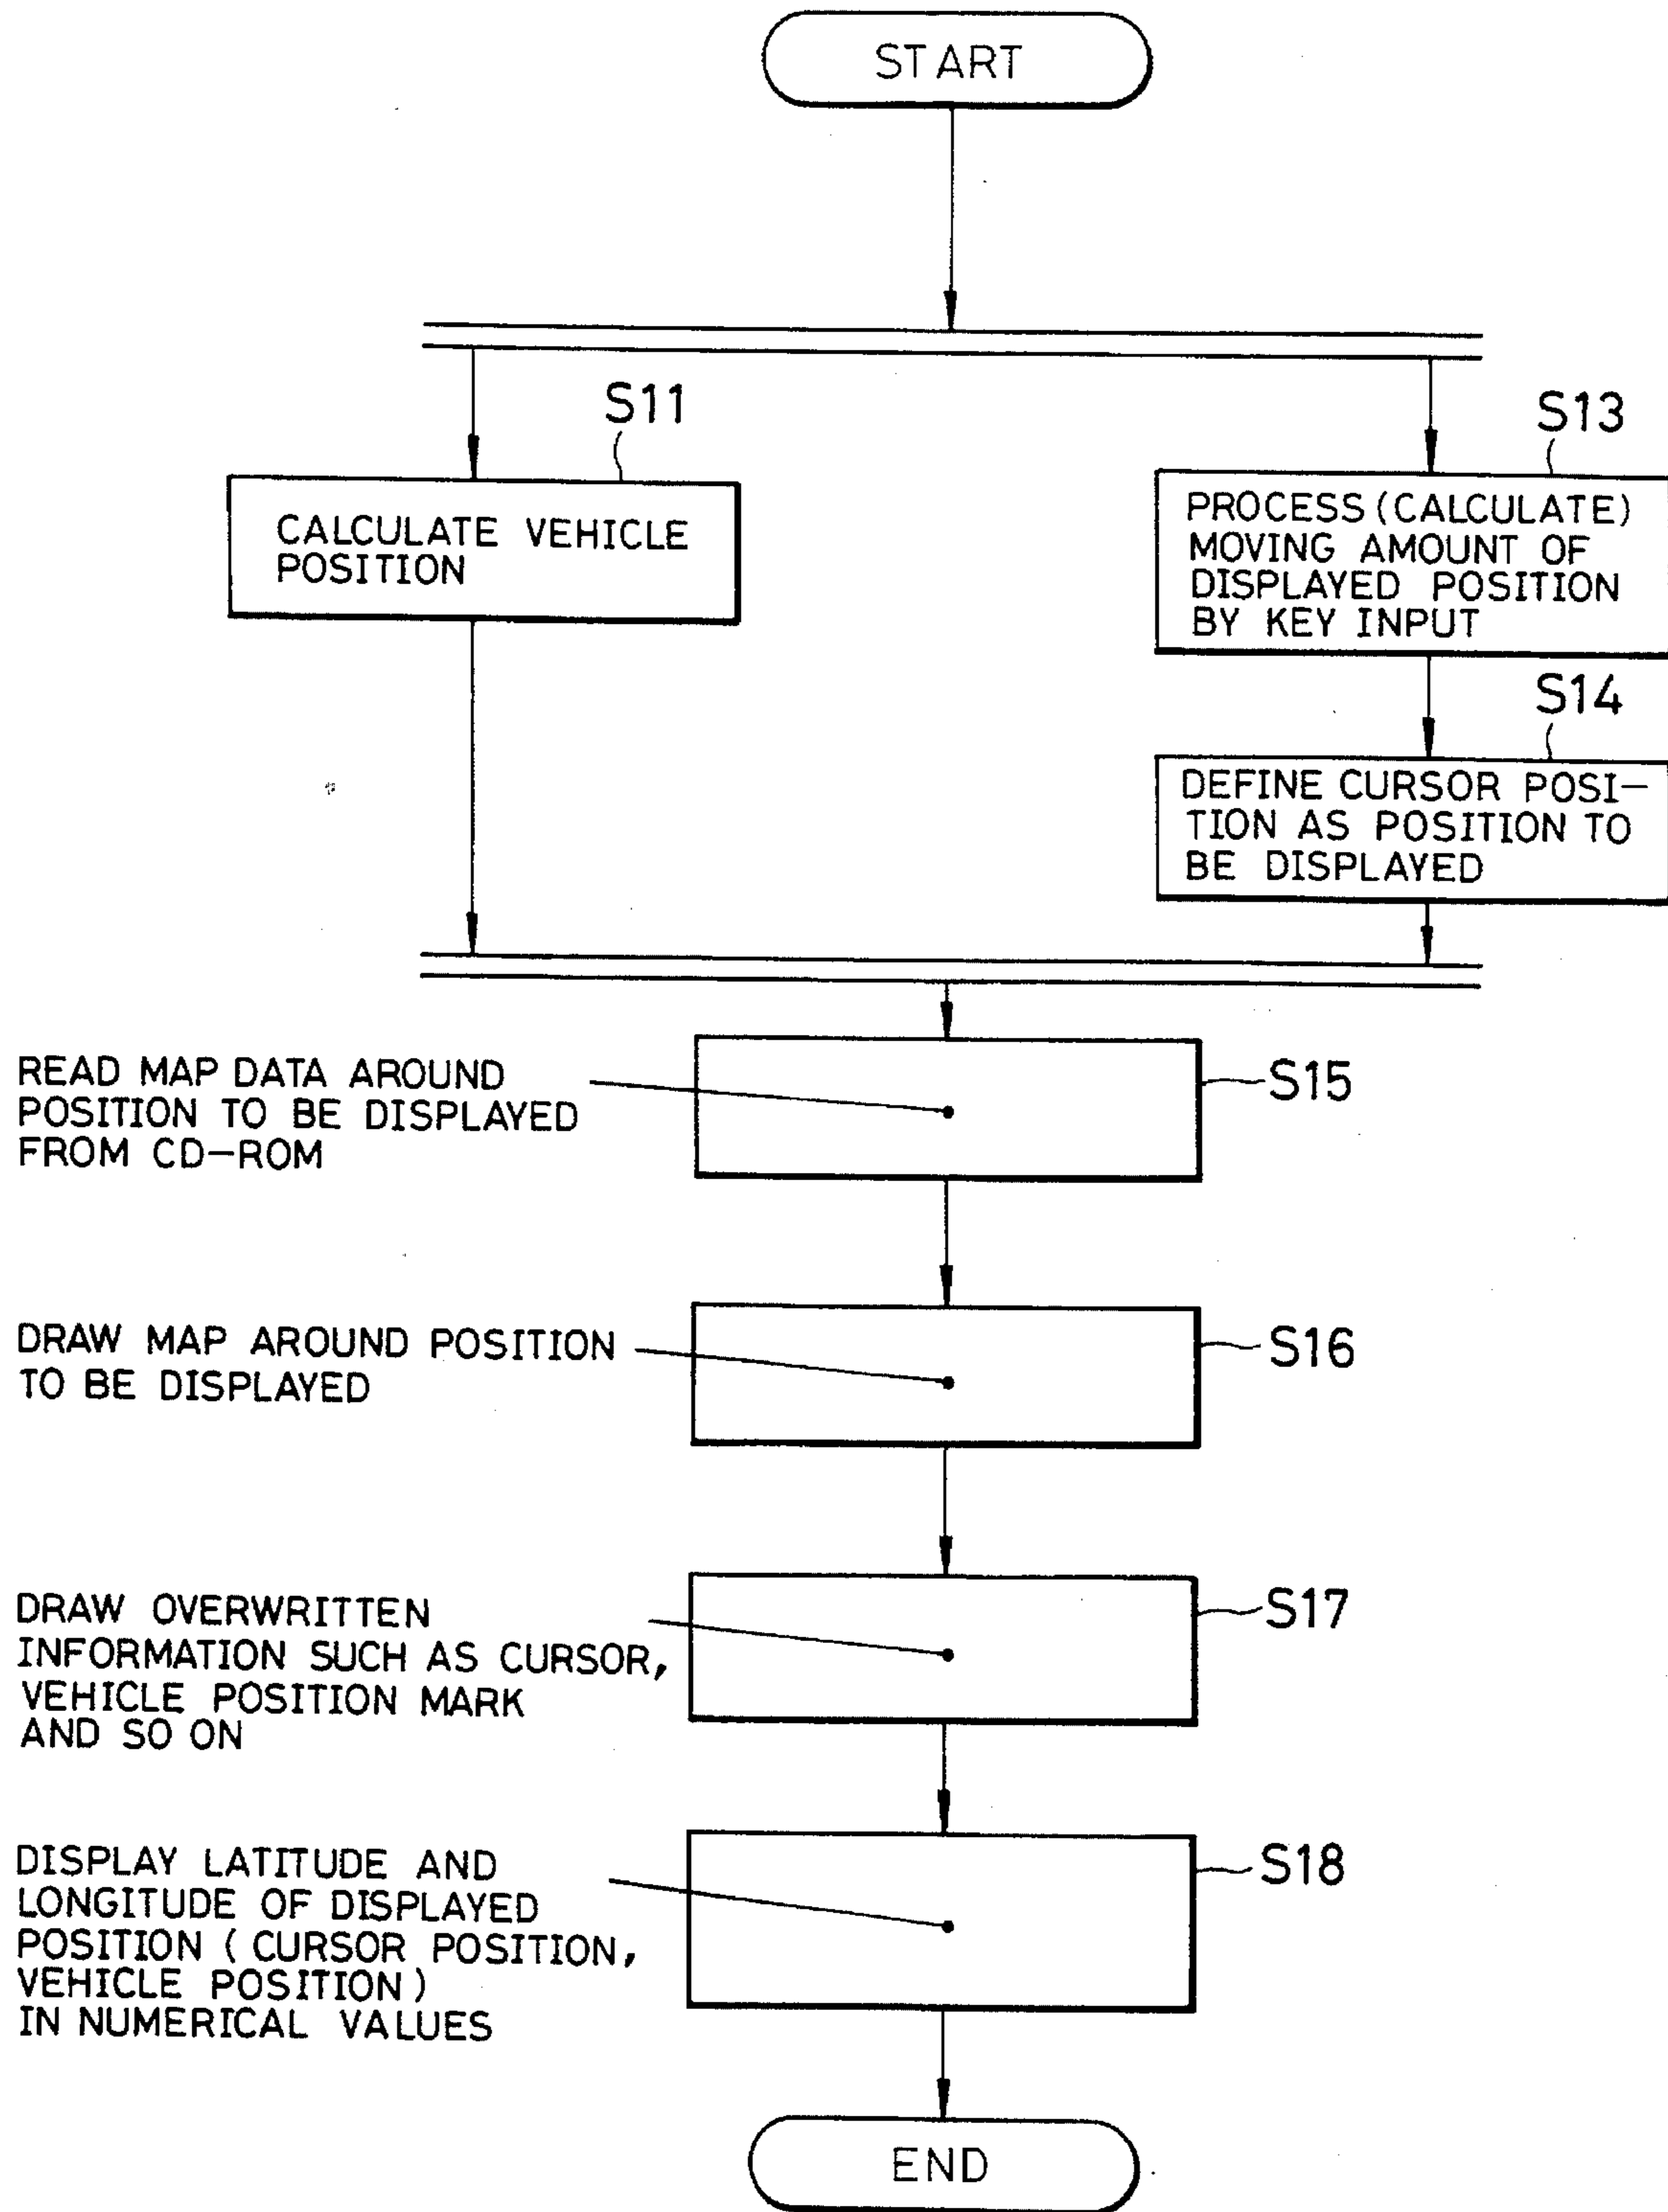 START
S11
CALCULATE VEHICLE
POSITION
S13
PROCESS (CALCULATE)
MOVING AMOUNT OF
DISPLAYED POSITION
BY KEY INPUT
S14
DEFINE CURSOR POSI-
TION AS POSITION TO
BE DISPLAYED
READ MAP DATA AROUND
POSITION TO BE DISPLAYED
FROM CD-ROM
S15
DRAW MAP AROUND POSITION
TO BE DISPLAYED
S16
DRAW OVERWRITTEN
INFORMATION SUCH AS CURSOR,
VEHICLE POSITION MARK
AND SO ON
S17
DISPLAY LATITUDE AND
LONGITUDE OF DISPLAYED
POSITION ( CURSOR POSITION,
VEHICLE POSITION )
IN NUMERICAL VALUES
S18
END